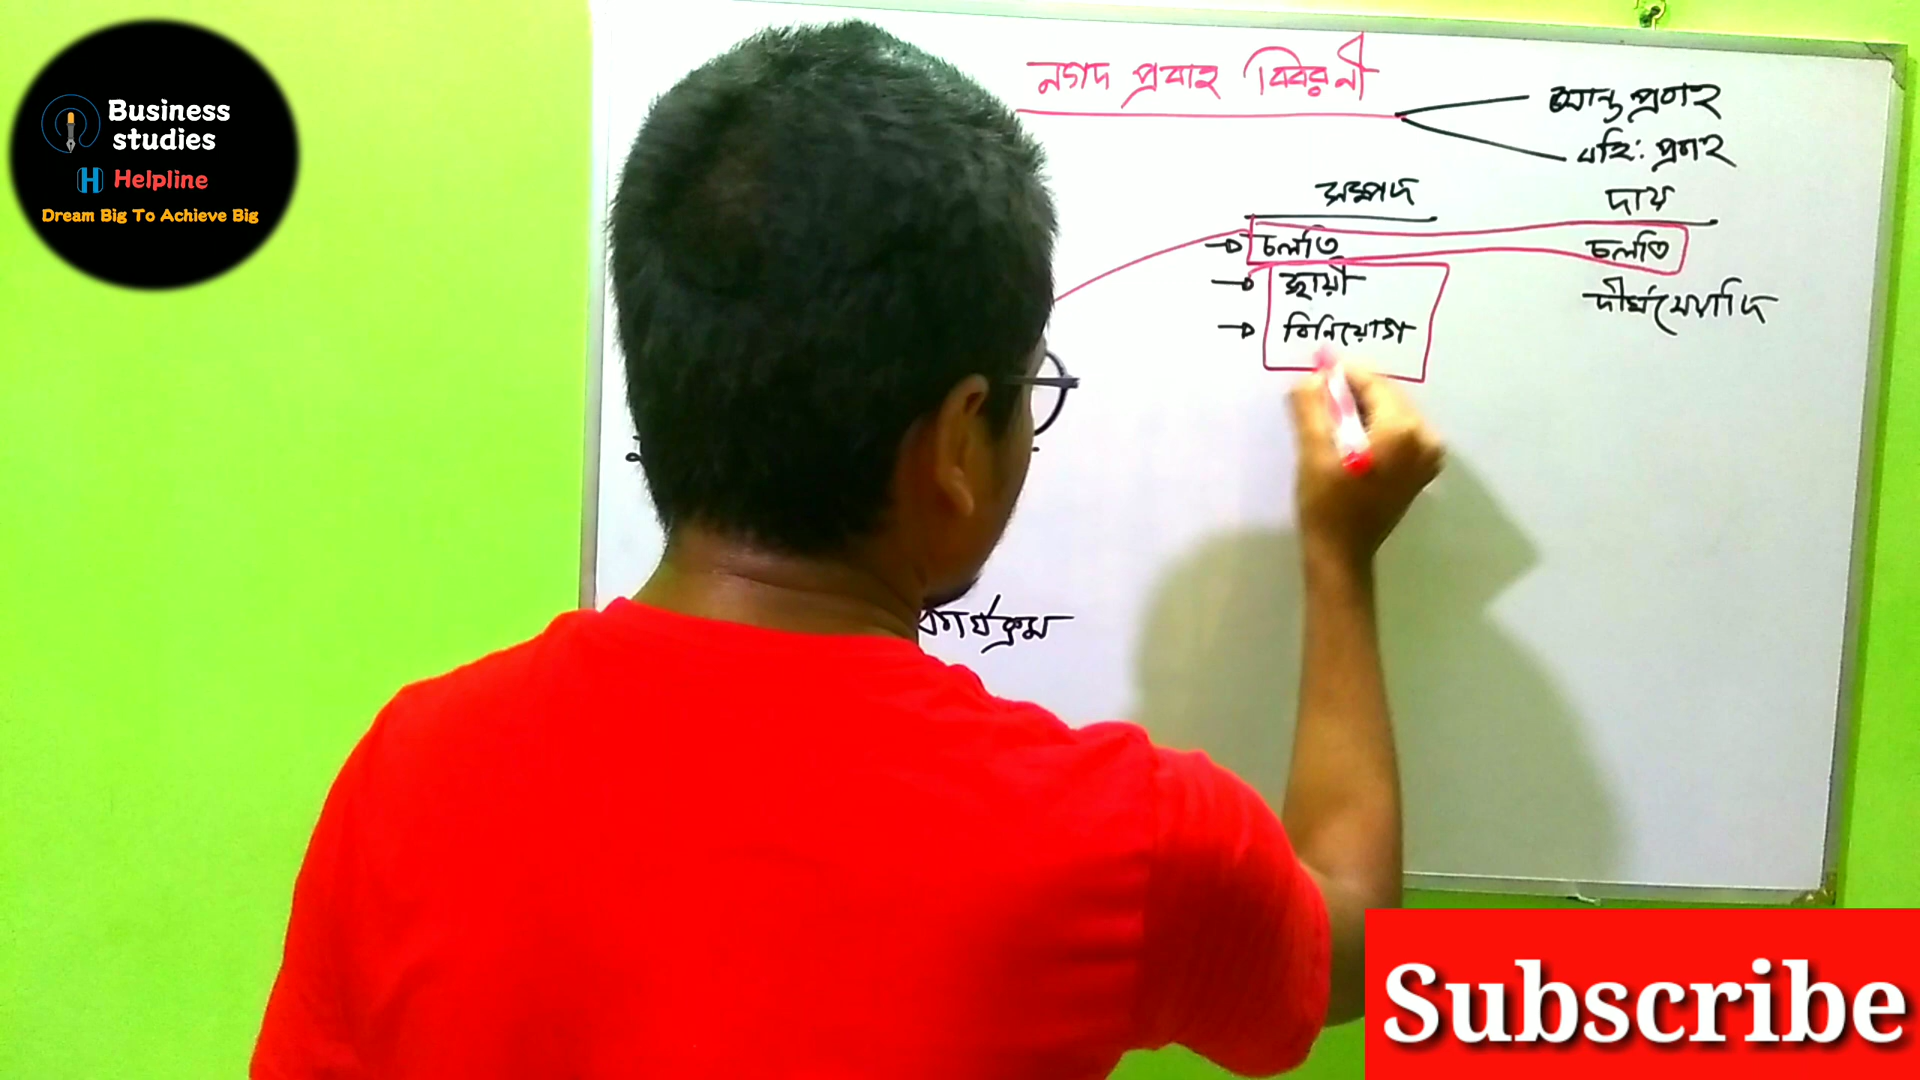 Business
studies
Helpline
Dream Big To Achieve Big
নগদ প্রবাহ বিবরণী
আন্তঃপ্রবাহ
বহিঃপ্রবাহ
সম্পদ দায়
চলতি চলতি
স্থায়ী দীর্ঘমেয়াদি
বিনিয়োগ
কার্যক্রম
Subscribe